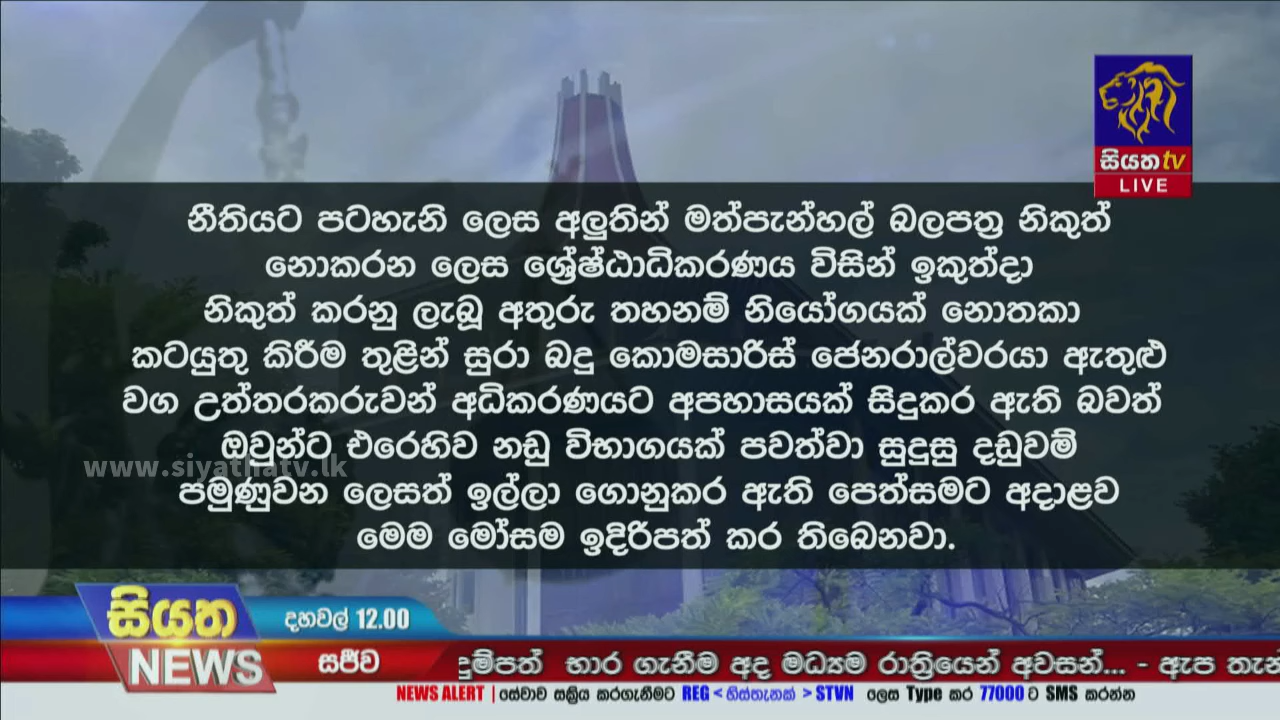 සියත tv
LIVE
නීතියට පටහැනි ලෙස අලුතින් මත්පැන්හල් බලපත්‍ර නිකුත්
නොකරන ලෙස ශ්‍රේෂ්ඨාධිකරණය විසින් ඉකුත්දා
නිකුත් කරනු ලැබූ අතුරු තහනම් නියෝගයක් නොතකා
කටයුතු කිරීම තුළින් සුරා බදු කොමසාරිස් ජෙනරාල්වරයා ඇතුළු
වග උත්තරකරුවන් අධිකරණයට අපහාසයක් සිදුකර ඇති බවත්
ඔවුන්ට එරෙහිව නඩු විභාගයක් පවත්වා සුදුසු දඩුවම්
පමුණුවන ලෙසත් ඉල්ලා ගොනුකර ඇති පෙත්සමට අදාළව
මෙම මෝසම ඉදිරිපත් කර තිබෙනවා.
www.siyathatv.lk
සියත
NEWS
දහවල් 12.00
සජීව
දුම්පත් භාර ගැනීම අද මධ්‍යම රාත්‍රියෙන් අවසන්... - ඇප තැන්
NEWS ALERT | සේවාව සක්‍රිය කරගැනීමට REG < හිස්තැනක් > STVN ලෙස Type කර 77000 ට SMS කරන්න